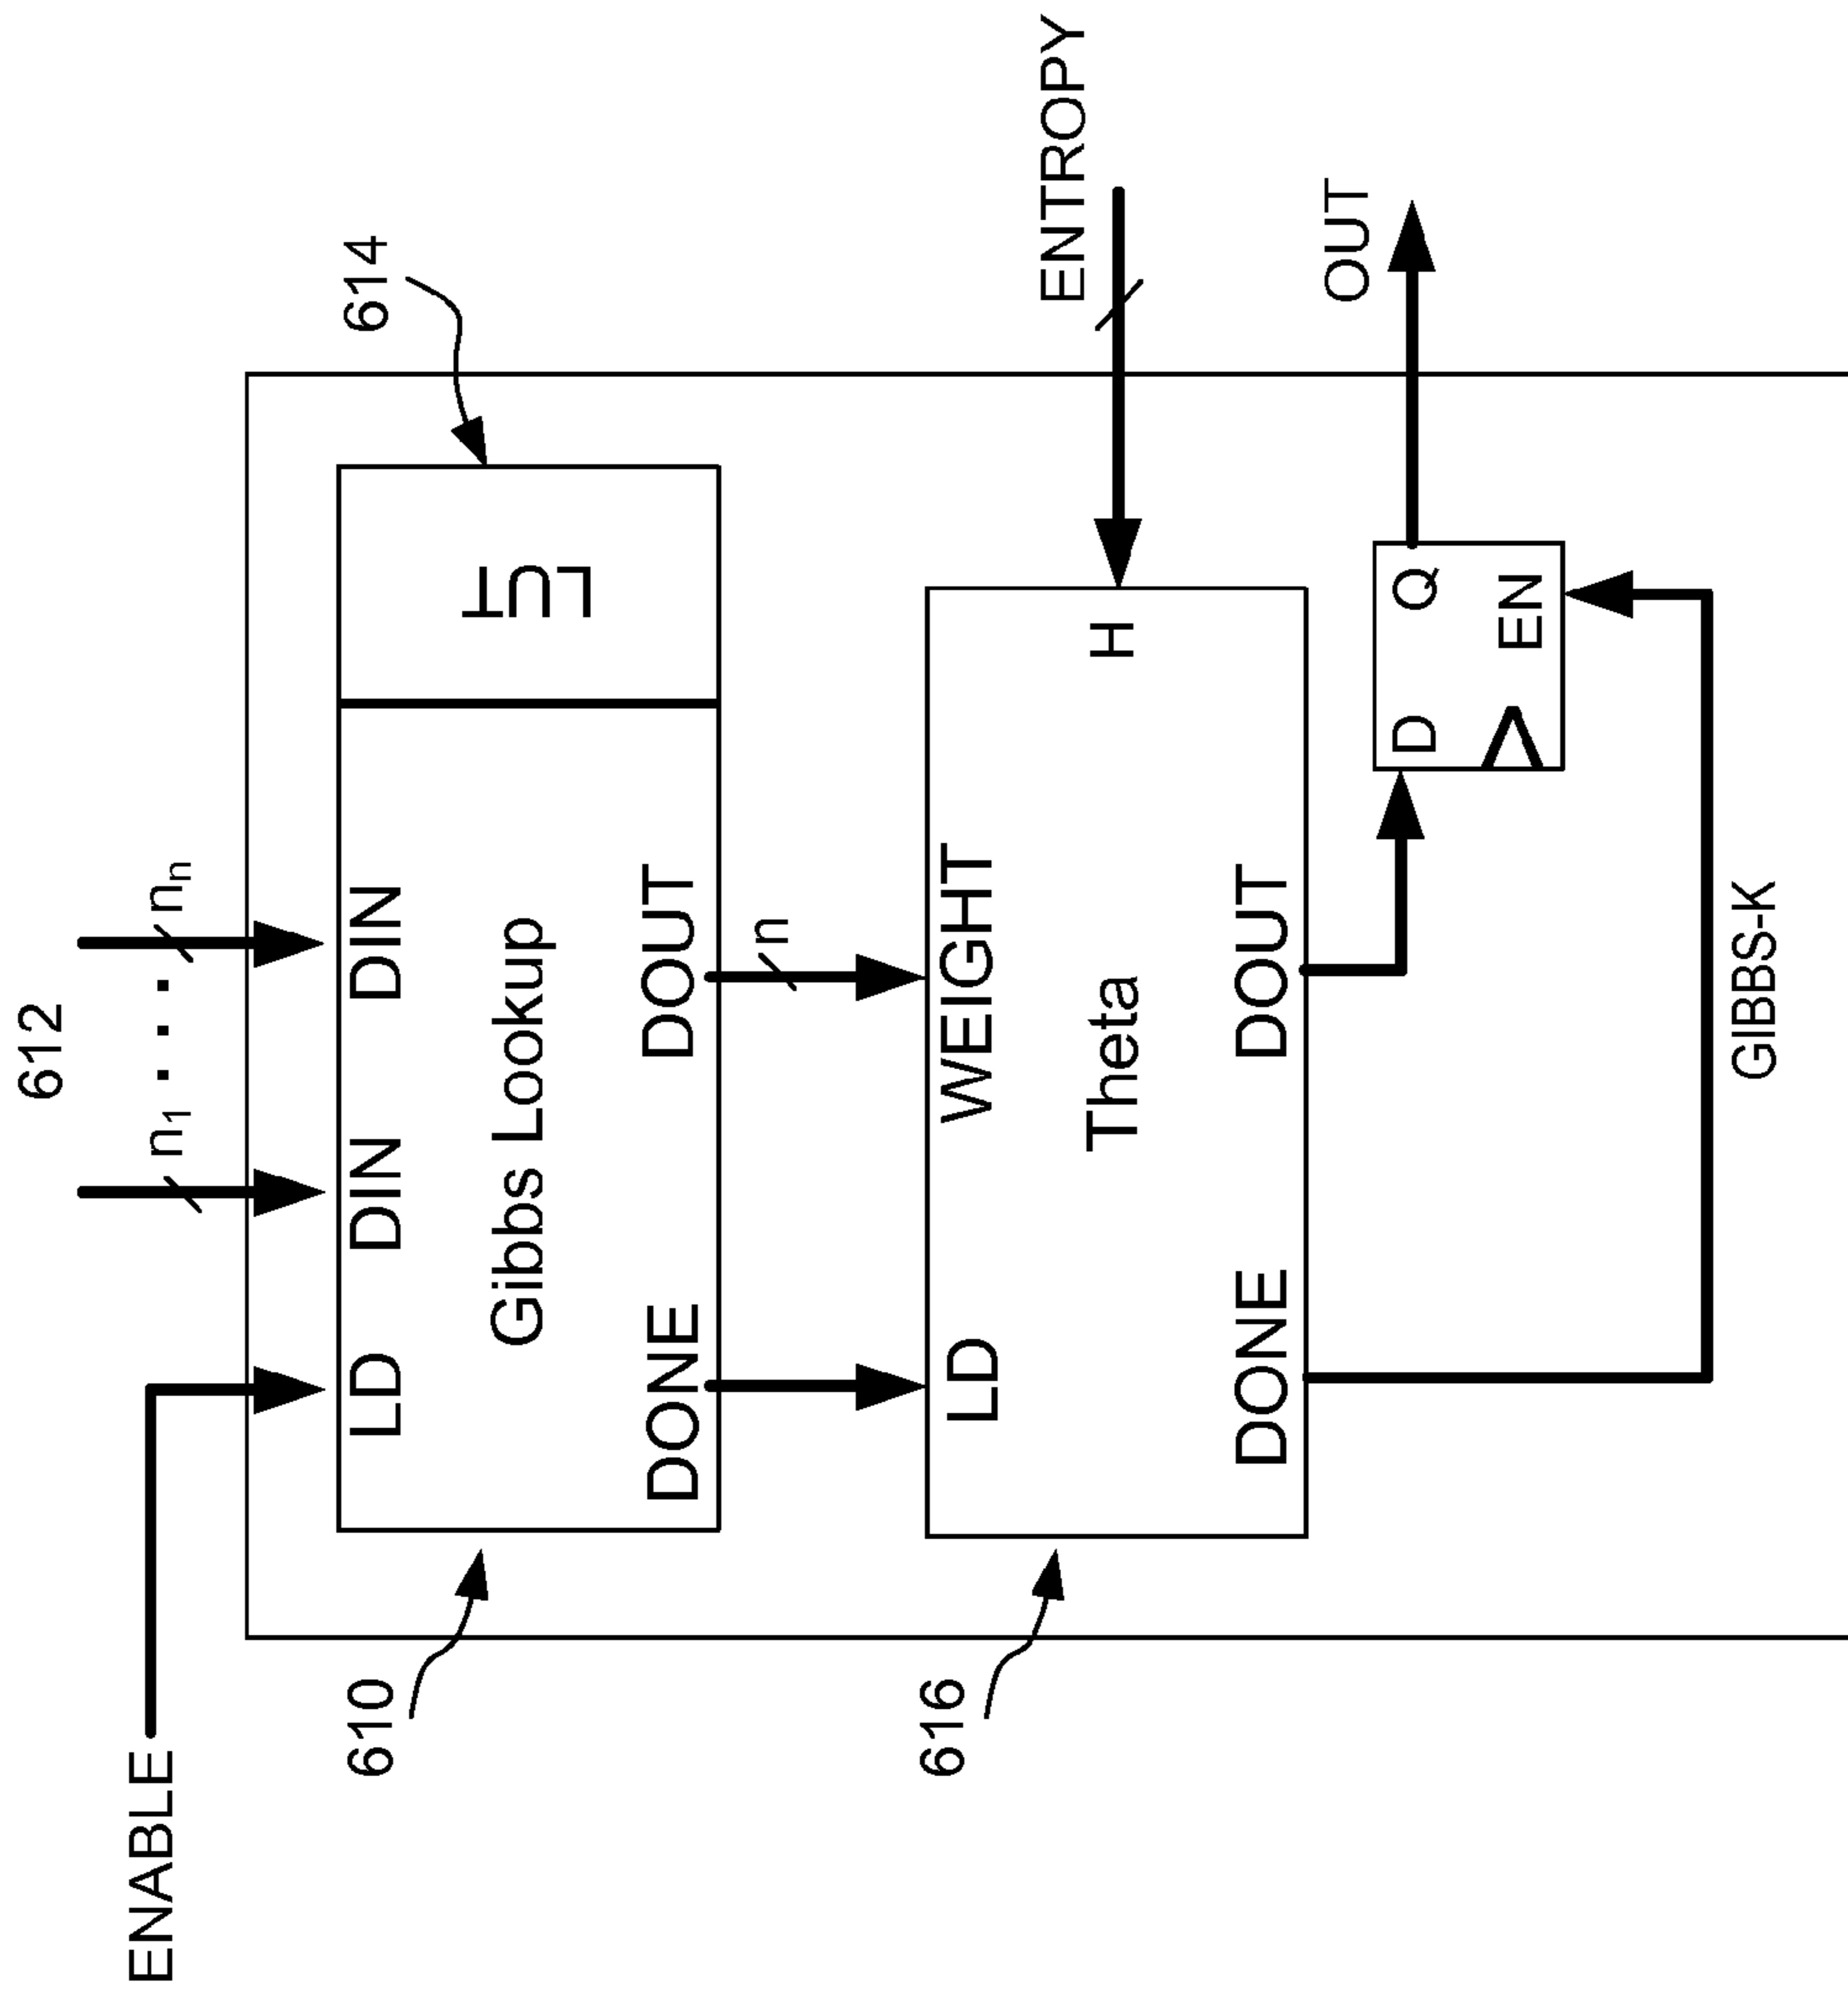 ENABLE
612
n1 . . . nn
610
LD
DIN
DIN
Gibbs Lookup
DONE
DOUT
LUT
614
n
616
LD
WEIGHT
Theta
H
DONE
DOUT
ENTROPY
D
Q
EN
OUT
GIBBS-K